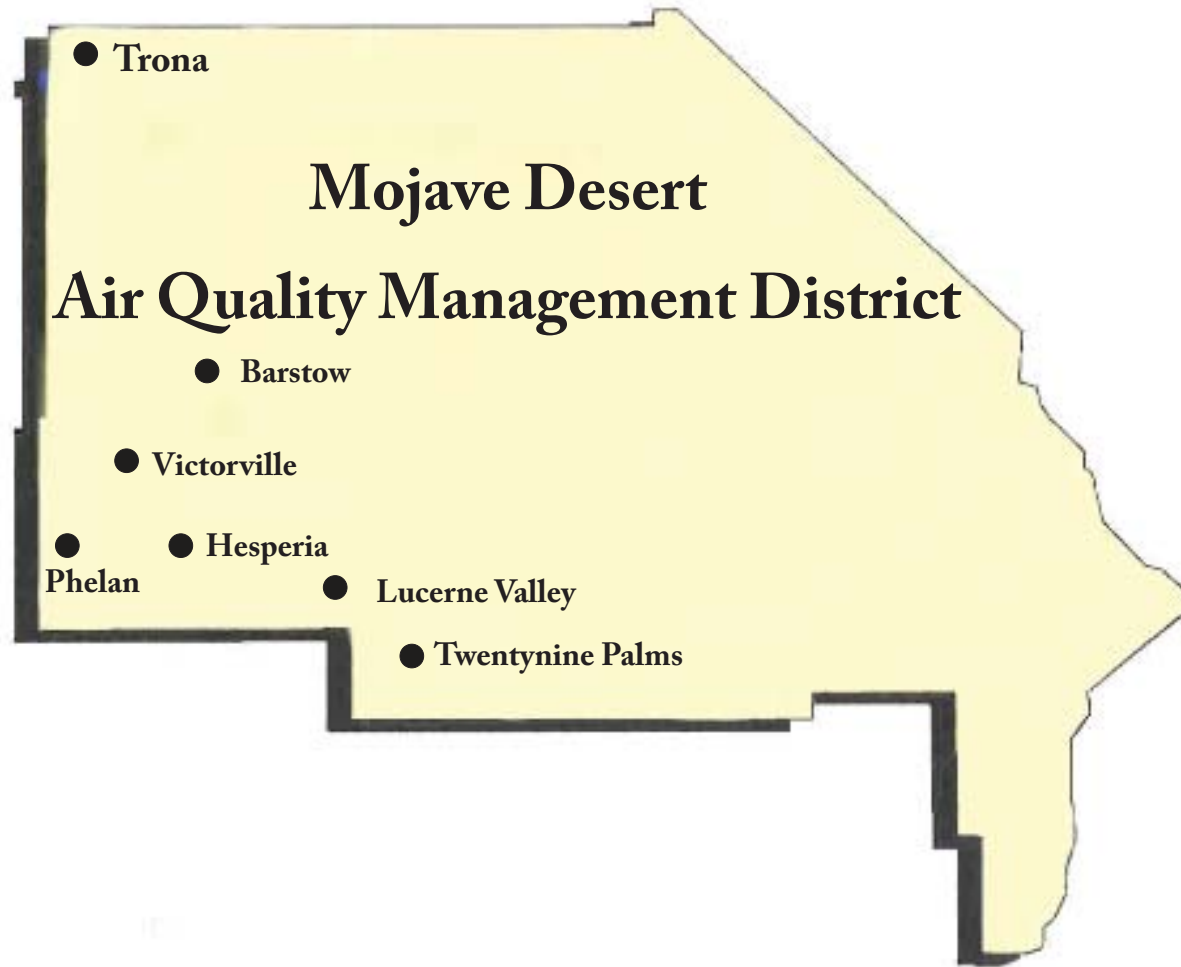 Trona
Mojave Desert
Air Quality Management District
Barstow
Victorville
Hesperia
Phelan
Lucerne Valley
Twentynine Palms